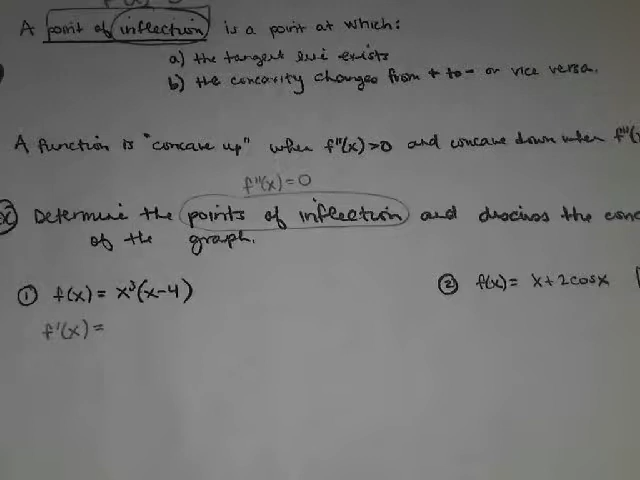 A point of inflection is a point at which:
a) the tangent line exists
b) the concavity changes from + to - or vice versa.
A function is "concave up" when f"(x)>0 and concave down when f"(x
f"(x)=0
Determine the points of inflection and discuss the conc
of the graph.
① f(x) = x³(x-4)
② f(x) = x + 2cosx
f'(x) =